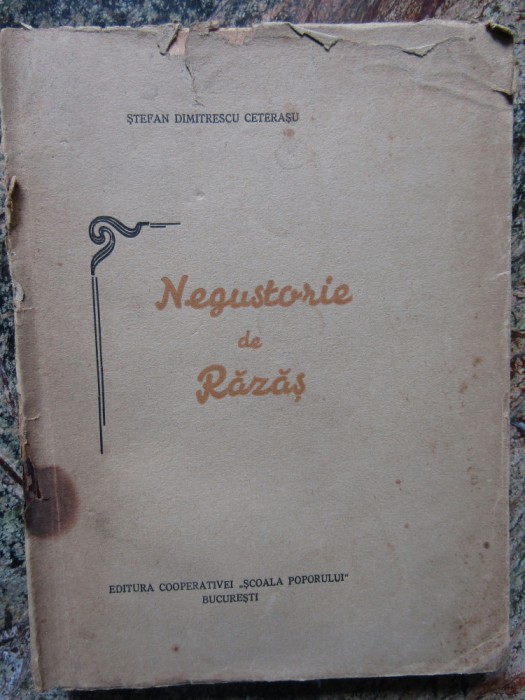 ŞTEFAN DIMITRESCU CETERAŞU
Negustorie
de
Răzăş
EDITURA COOPERATIVEI „ŞCOALA POPORULUI"
BUCUREŞTI